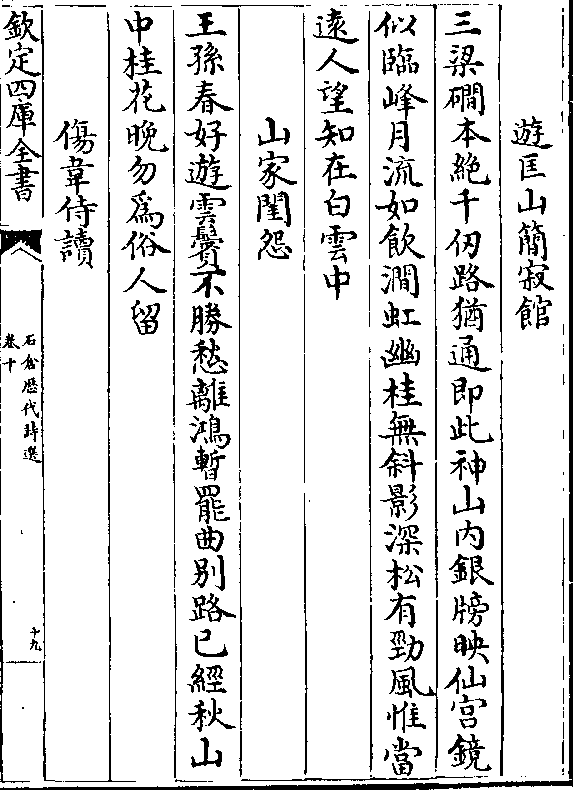 遊匡山簡寂館
三梁磵本絶千仞路猶通即此神山内銀牓映仙宫鏡
似臨峰月流如飲澗虹幽桂無斜影深松有勁風惟當
遠人望知在白雲中
山家閨怨
王孫春好遊雲鬢不勝愁離鴻暫罷曲别路已經秋山
中桂花晩勿爲俗人留
傷韋侍讀
欽定四庫全書
石倉歴代詩選
卷十
十九